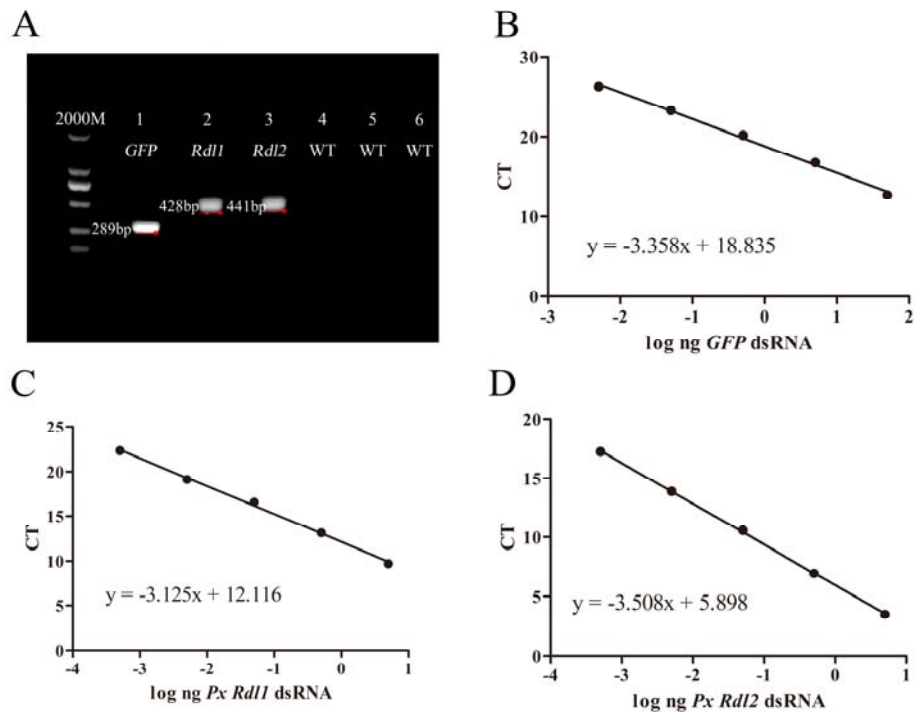 A
2000M 1 2 3 4 5 6
GFP Rdl1 Rdl2 WT WT WT
428bp 441bp
289bp
B
30
20
10
0
CT
y = -3.358x + 18.835
-3 -2 -1 0 1 2
log ng GFP dsRNA
C
25
20
15
10
5
0
CT
y = -3.125x + 12.116
-4 -3 -2 -1 0 1
log ng Px Rdl1 dsRNA
D
20
15
10
5
0
CT
y = -3.508x + 5.898
-4 -3 -2 -1 0 1
log ng Px Rdl2 dsRNA